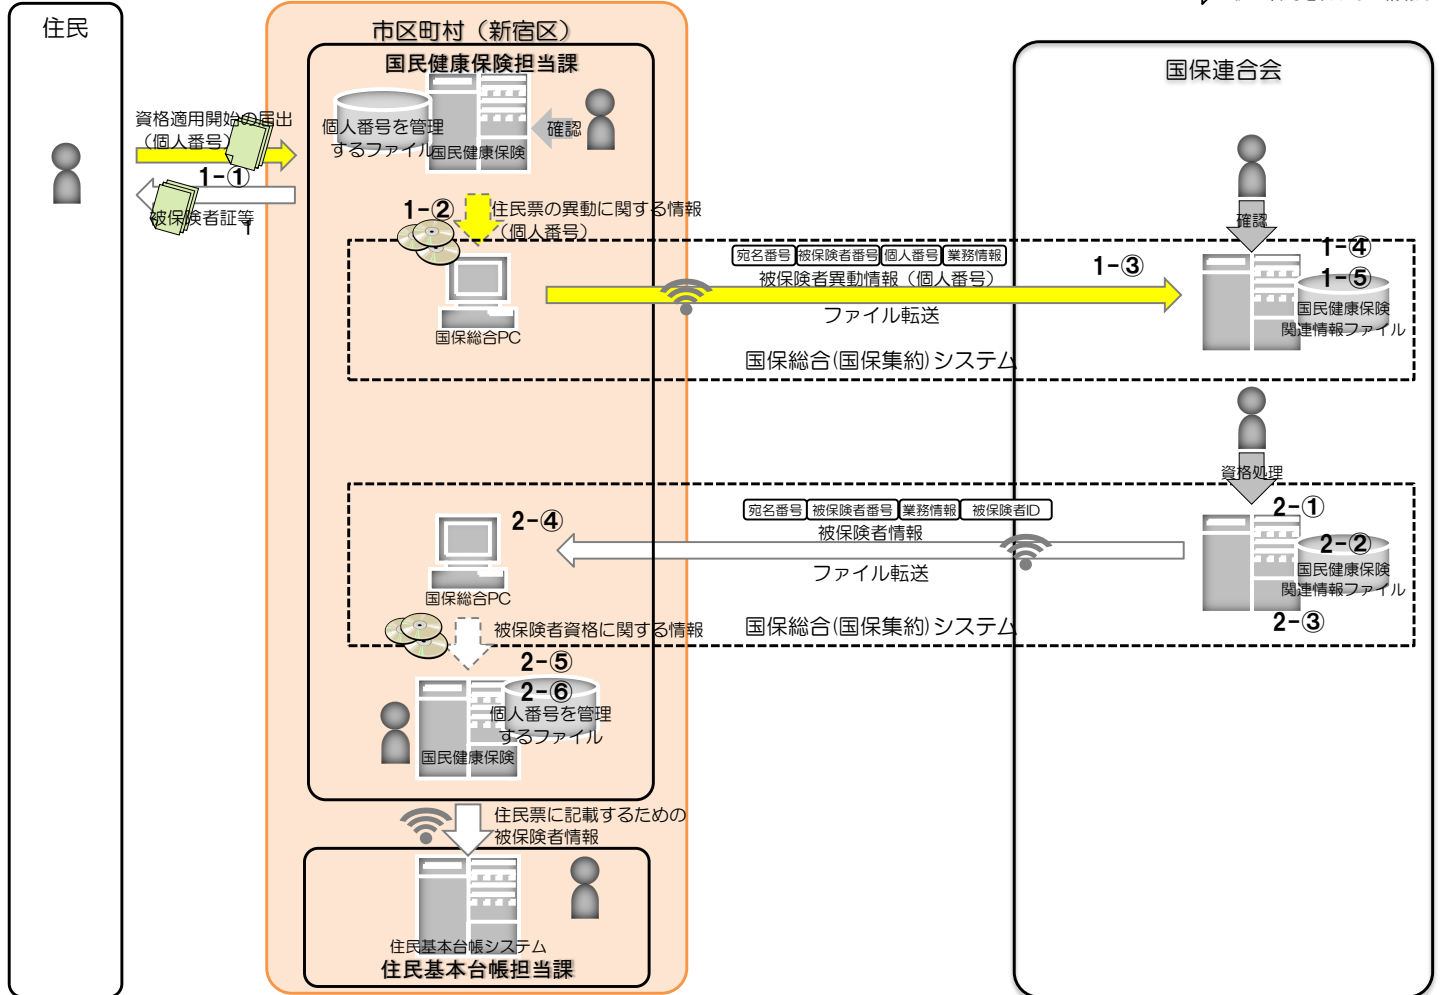 住民
市区町村（新宿区）
国民健康保険担当課
国保連合会
個人番号を管理
するファイル
国民健康保険
確認
資格適用開始の届出
（個人番号）
1-①
被保険者証等
1
1-②
住民票の異動に関する情報
（個人番号）
確認
宛名番号 被保険者番号 個人番号 業務情報
被保険者異動情報（個人番号）
1-③
1-④
1-⑤
国民健康保険
関連情報ファイル
ファイル転送
国保総合PC
国保総合(国保集約)システム
資格処理
宛名番号 被保険者番号 業務情報 被保険者ID
被保険者情報
2-①
2-②
国民健康保険
関連情報ファイル
2-③
2-④
ファイル転送
国保総合PC
国保総合(国保集約)システム
被保険者資格に関する情報
2-⑤
2-⑥
個人番号を管理
するファイル
国民健康保険
住民票に記載するための
被保険者情報
住民基本台帳システム
住民基本台帳担当課